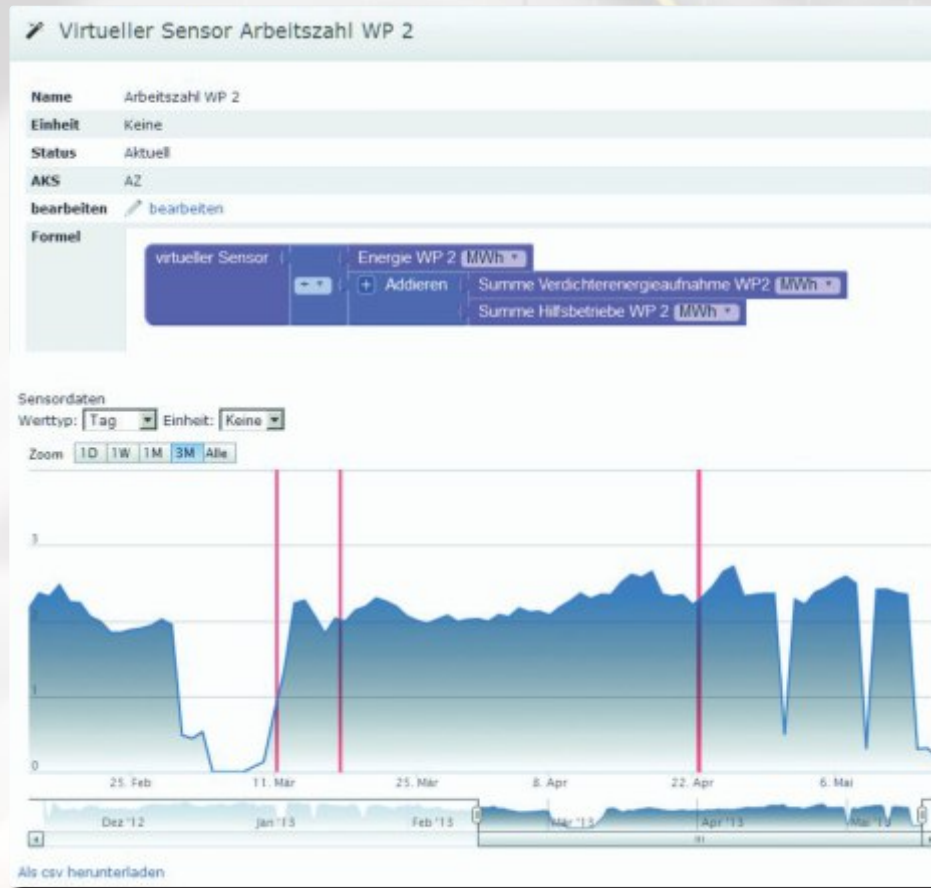 Virtueller Sensor Arbeitszahl WP 2
Name Arbeitszahl WP 2
Einheit Keine
Status Aktuell
AKS AZ
bearbeiten bearbeiten
Formel
virtueller Sensor Energie WP 2 MWh
÷ + Addieren Summe Verdichterenergieaufnahme WP2 MWh
Summe Hilfsbetriebe WP 2 MWh
Sensordaten
Werttyp: Tag Einheit: Keine
Zoom 1D 1W 1M 3M Alle
3
2
1
0
25. Feb 11. Mär 25. Mär 8. Apr 22. Apr 6. Mai
Dez '12 Jan '13 Feb '13 Mär '13 Apr '13 Mai '13
Als csv herunterladen